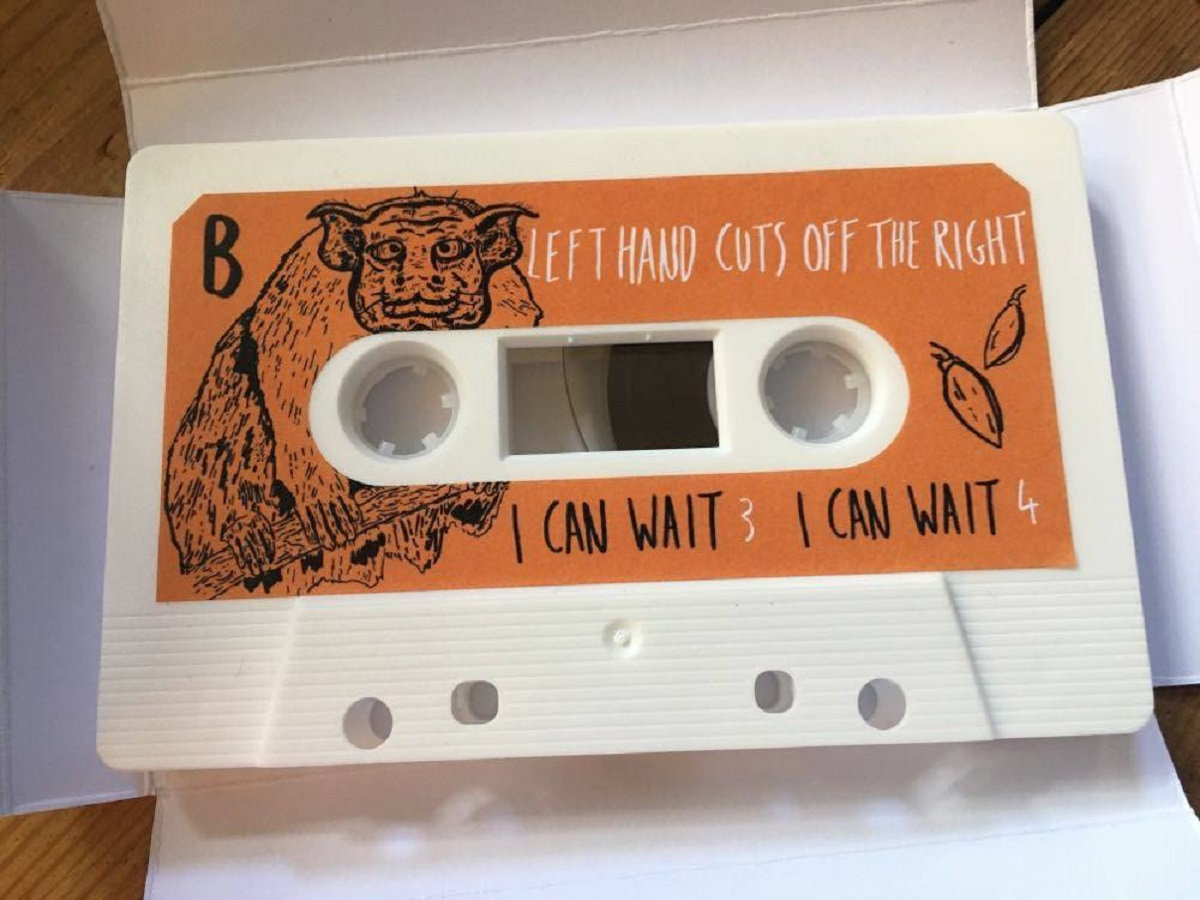 B
LEFT HAND CUTS OFF THE RIGHT
I CAN WAIT 3 I CAN WAIT 4